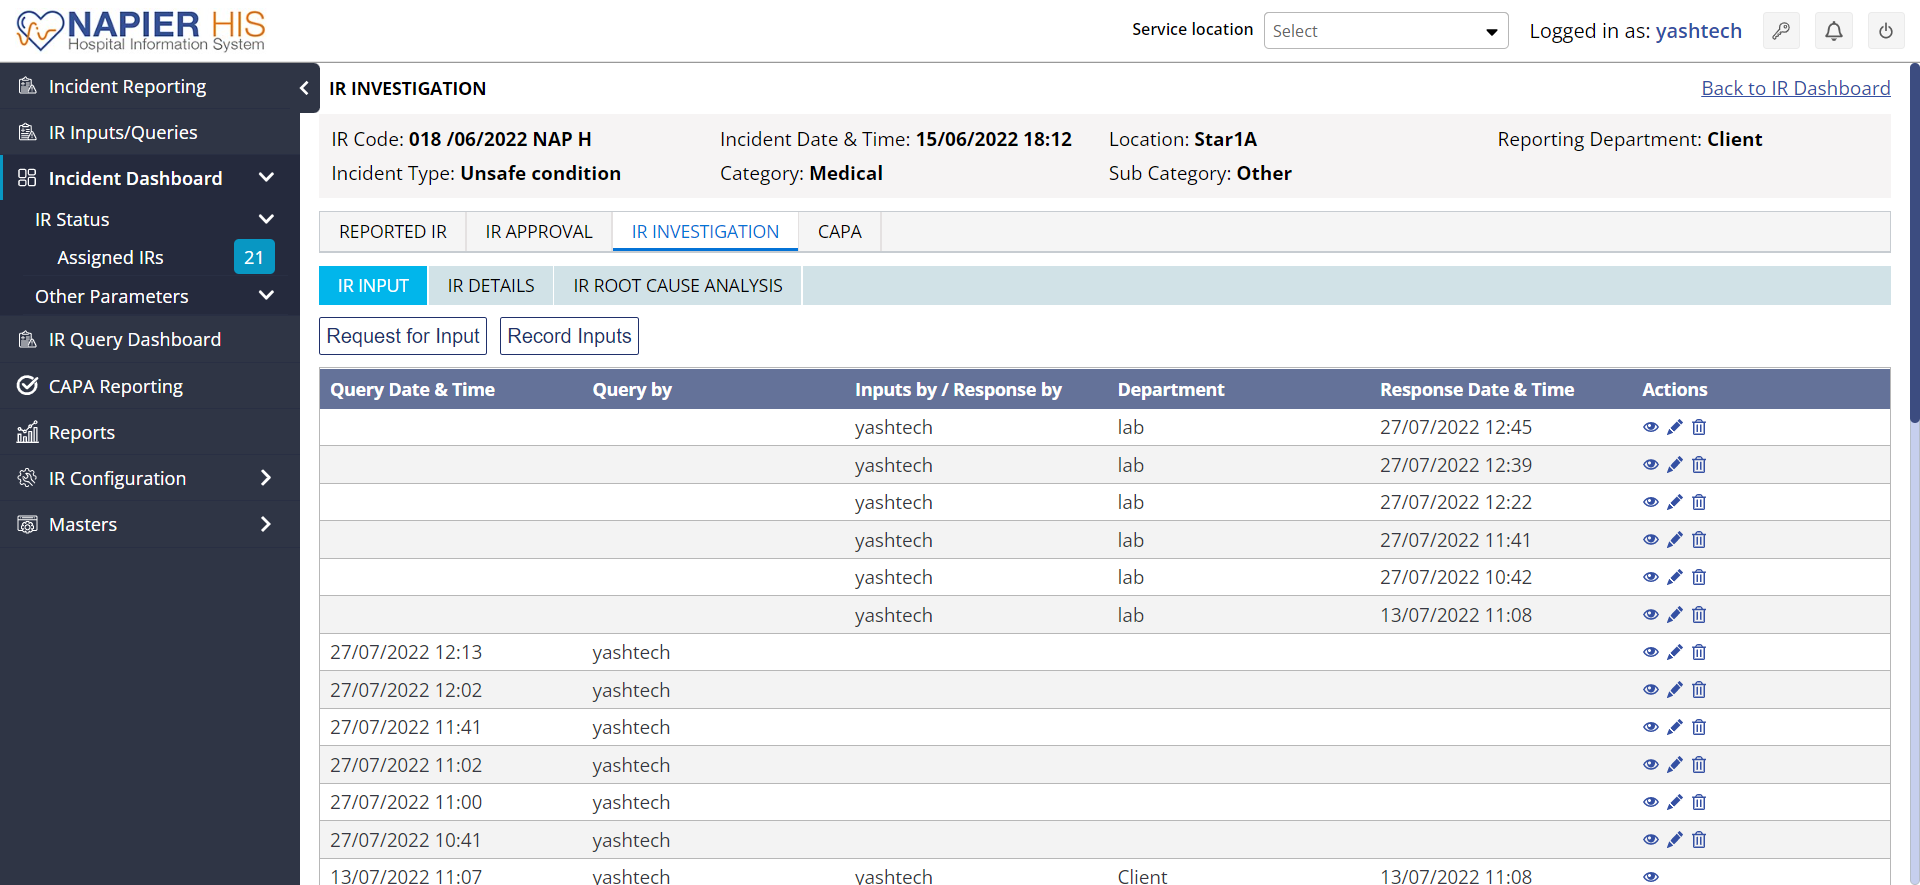 NAPIER HIS
Hospital Information System
Service location
Select
Logged in as: yashtech
Incident Reporting
IR Inputs/Queries
Incident Dashboard
IR Status
Assigned IRs 21
Other Parameters
IR Query Dashboard
CAPA Reporting
Reports
IR Configuration
Masters
IR INVESTIGATION
Back to IR Dashboard
IR Code: 018 /06/2022 NAP H Incident Date & Time: 15/06/2022 18:12 Location: Star1A Reporting Department: Client
Incident Type: Unsafe condition Category: Medical Sub Category: Other
REPORTED IR IR APPROVAL IR INVESTIGATION CAPA
IR INPUT IR DETAILS IR ROOT CAUSE ANALYSIS
Request for Input Record Inputs
Query Date & Time Query by Inputs by / Response by Department Response Date & Time Actions
yashtech lab 27/07/2022 12:45
yashtech lab 27/07/2022 12:39
yashtech lab 27/07/2022 12:22
yashtech lab 27/07/2022 11:41
yashtech lab 27/07/2022 10:42
yashtech lab 13/07/2022 11:08
27/07/2022 12:13 yashtech
27/07/2022 12:02 yashtech
27/07/2022 11:41 yashtech
27/07/2022 11:02 yashtech
27/07/2022 11:00 yashtech
27/07/2022 10:41 yashtech
13/07/2022 11:07 yashtech yashtech Client 13/07/2022 11:08